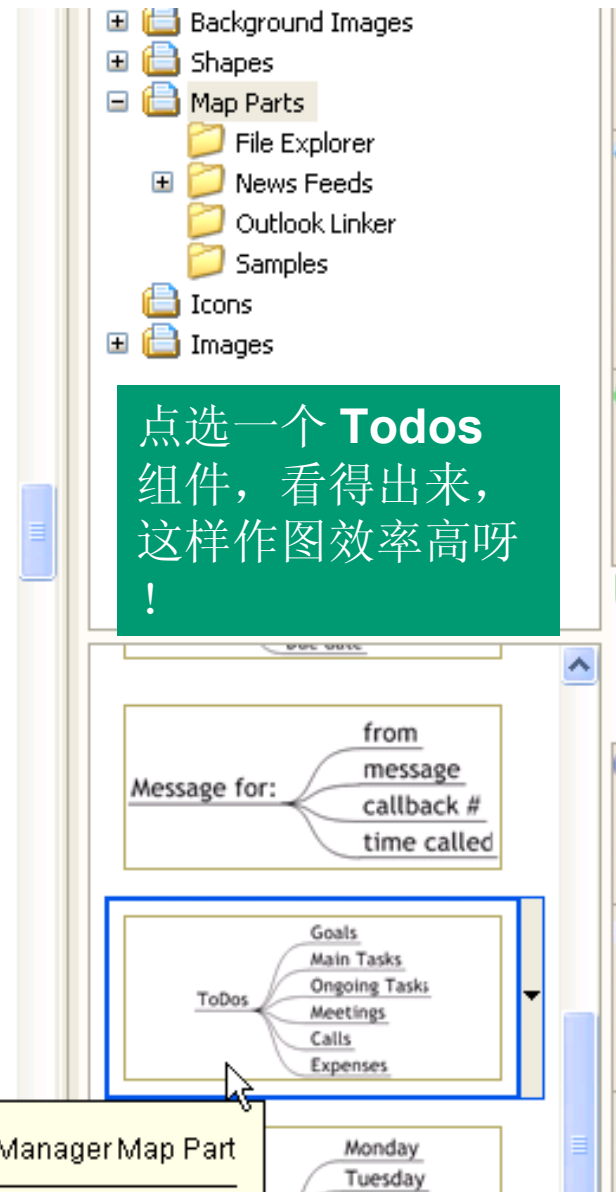 Background Images
Shapes
Map Parts
File Explorer
News Feeds
Outlook Linker
Samples
Icons
Images
点选一个 Todos
组件，看得出来，
这样作图效率高呀
！
Due date
from
Message for:
message
callback #
time called
Goals
Main Tasks
Ongoing Tasks
ToDos
Meetings
Calls
Expenses
Manager Map Part
Monday
Tuesday